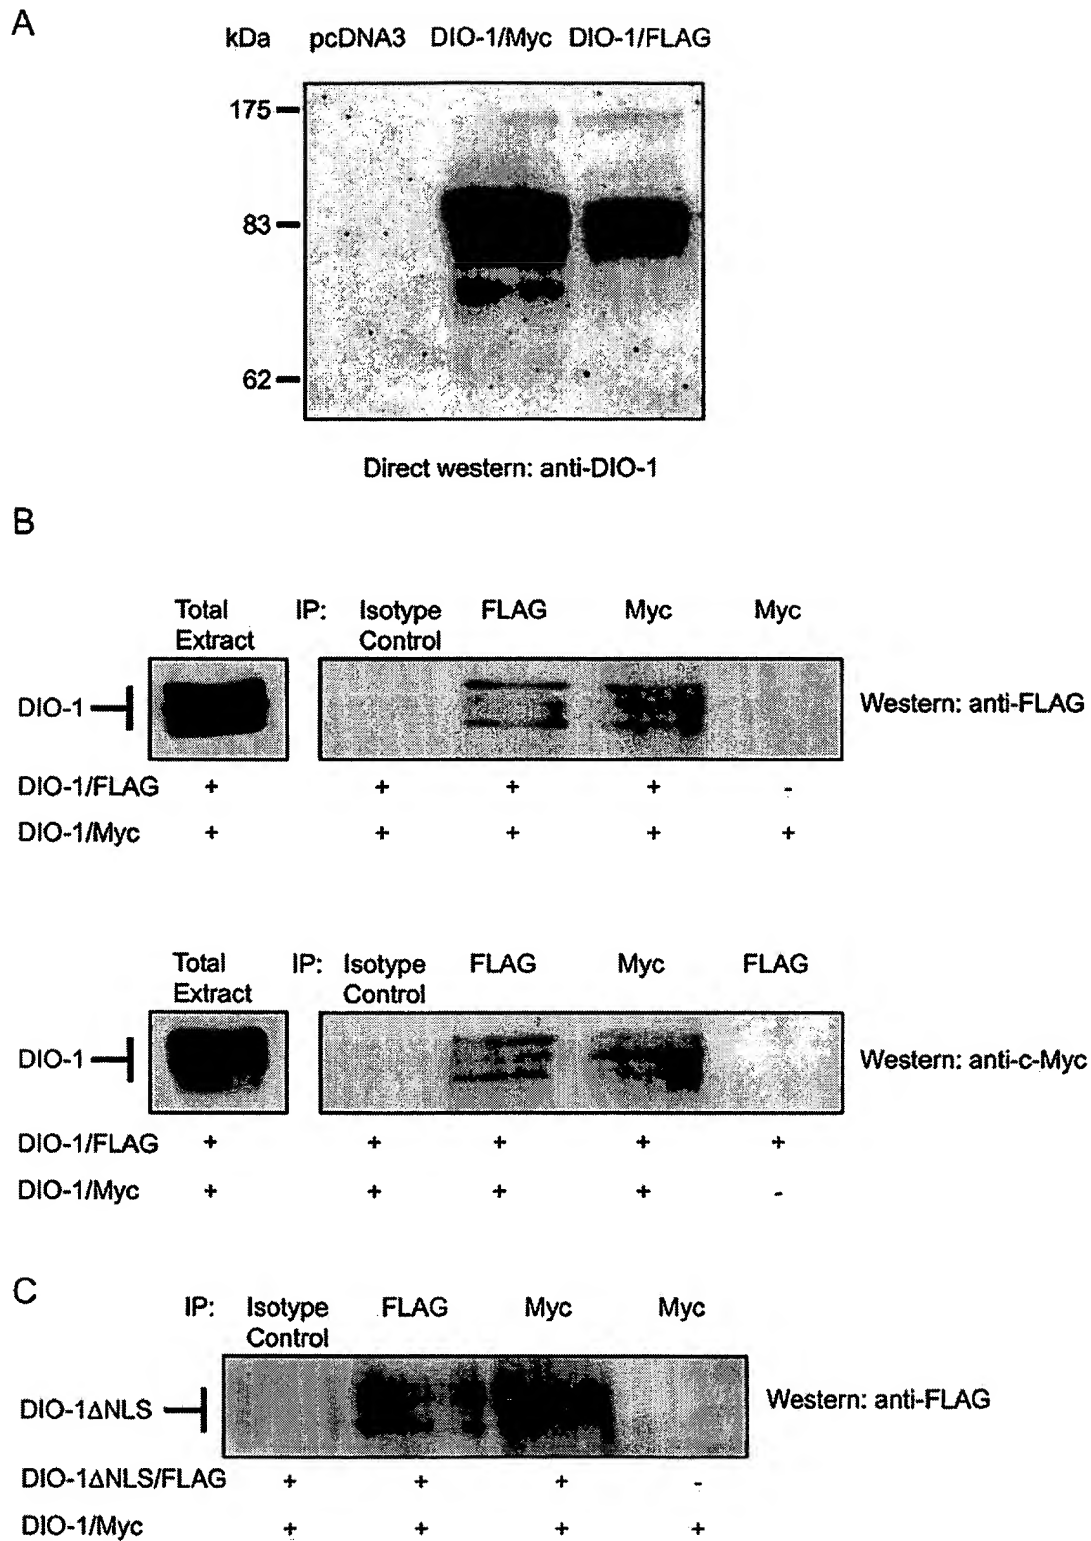 A
kDa pcDNA3 DIO-1/Myc DIO-1/FLAG
175
83
62
Direct western: anti-DIO-1
B
Total Extract IP: Isotype Control FLAG Myc Myc
DIO-1
Western: anti-FLAG
DIO-1/FLAG + + + + -
DIO-1/Myc + + + + +
Total Extract IP: Isotype Control FLAG Myc FLAG
DIO-1
Western: anti-c-Myc
DIO-1/FLAG + + + + +
DIO-1/Myc + + + + -
C
IP: Isotype Control FLAG Myc Myc
DIO-1ΔNLS
Western: anti-FLAG
DIO-1ΔNLS/FLAG + + + -
DIO-1/Myc + + + +